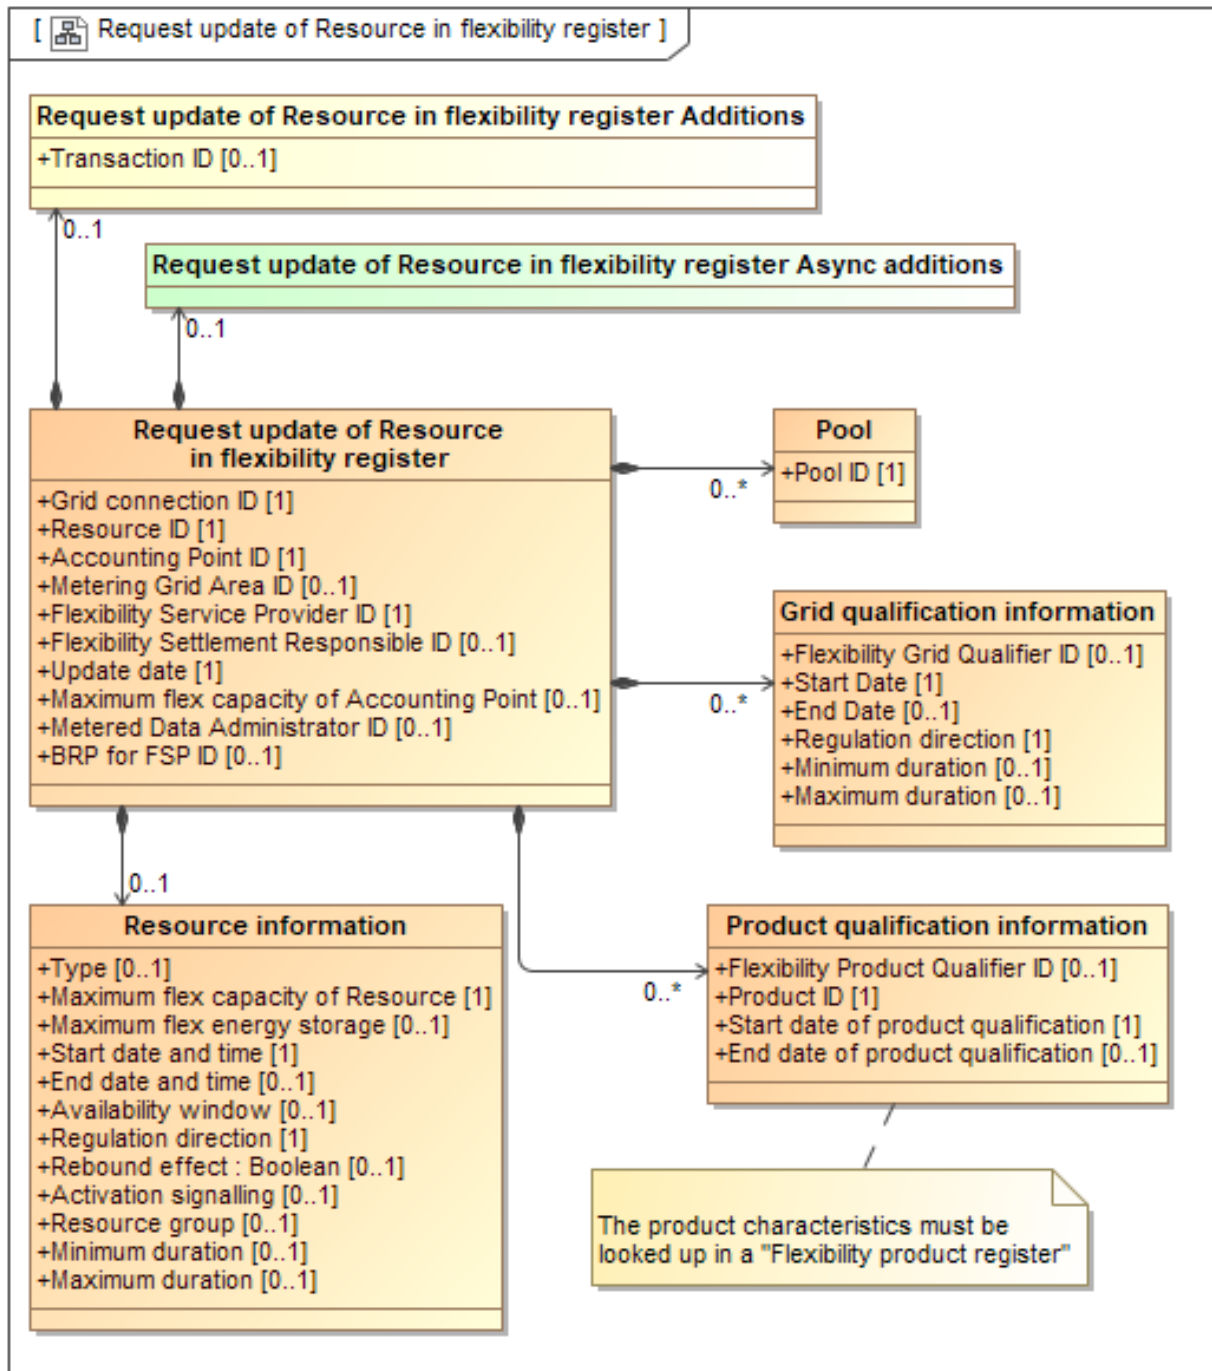 [ Request update of Resource in flexibility register ]
Request update of Resource in flexibility register Additions
+Transaction ID [0..1]
0..1
Request update of Resource in flexibility register Async additions
0..1
Request update of Resource
in flexibility register
+Grid connection ID [1]
+Resource ID [1]
+Accounting Point ID [1]
+Metering Grid Area ID [0..1]
+Flexibility Service Provider ID [1]
+Flexibility Settlement Responsible ID [0..1]
+Update date [1]
+Maximum flex capacity of Accounting Point [0..1]
+Metered Data Administrator ID [0..1]
+BRP for FSP ID [0..1]
Pool
+Pool ID [1]
0..*
Grid qualification information
+Flexibility Grid Qualifier ID [0..1]
+Start Date [1]
+End Date [0..1]
+Regulation direction [1]
+Minimum duration [0..1]
+Maximum duration [0..1]
0..*
0..1
Resource information
+Type [0..1]
+Maximum flex capacity of Resource [1]
+Maximum flex energy storage [0..1]
+Start date and time [1]
+End date and time [0..1]
+Availability window [0..1]
+Regulation direction [1]
+Rebound effect : Boolean [0..1]
+Activation signalling [0..1]
+Resource group [0..1]
+Minimum duration [0..1]
+Maximum duration [0..1]
0..*
Product qualification information
+Flexibility Product Qualifier ID [0..1]
+Product ID [1]
+Start date of product qualification [1]
+End date of product qualification [0..1]
The product characteristics must be
looked up in a "Flexibility product register"